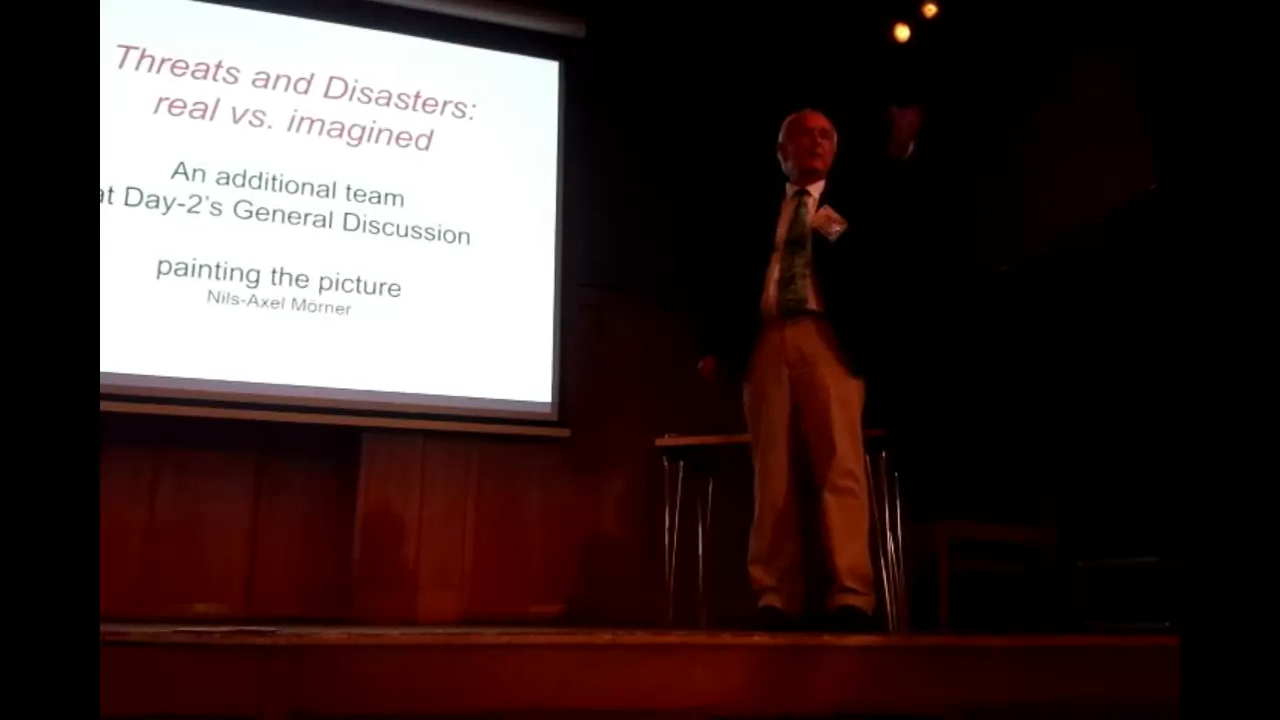 Threats and Disasters:
real vs. imagined
An additional team
at Day-2's General Discussion
painting the picture
Nils-Axel Mörner